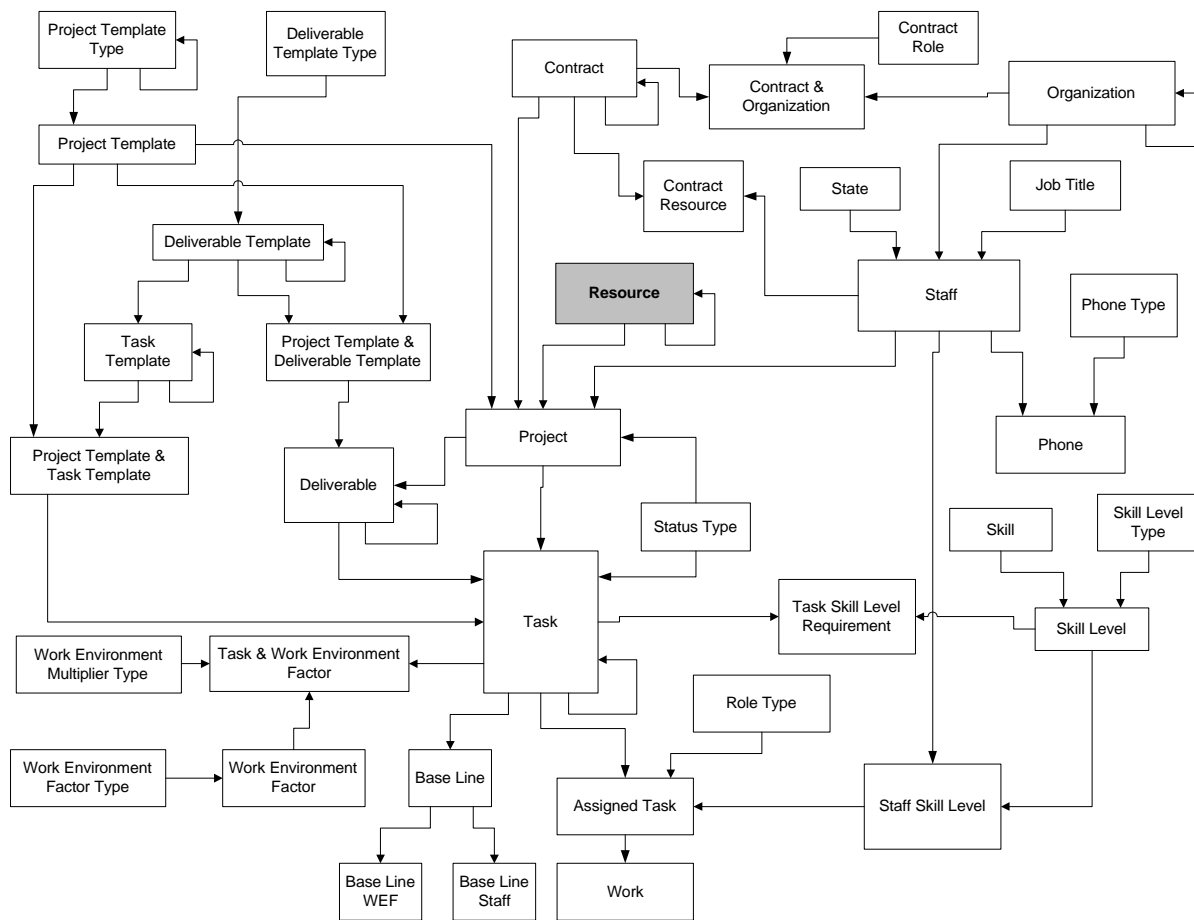 Project Template
Type
Deliverable
Template Type
Contract
Contract
Role
Contract &
Organization
Organization
Project Template
Contract
Resource
State
Job Title
Deliverable Template
Resource
Staff
Phone Type
Task
Template
Project Template &
Deliverable Template
Project Template &
Task Template
Project
Phone
Deliverable
Status Type
Skill
Skill Level
Type
Task
Task Skill Level
Requirement
Skill Level
Work Environment
Multiplier Type
Task & Work Environment
Factor
Role Type
Work Environment
Factor Type
Work Environment
Factor
Base Line
Assigned Task
Staff Skill Level
Base Line
WEF
Base Line
Staff
Work